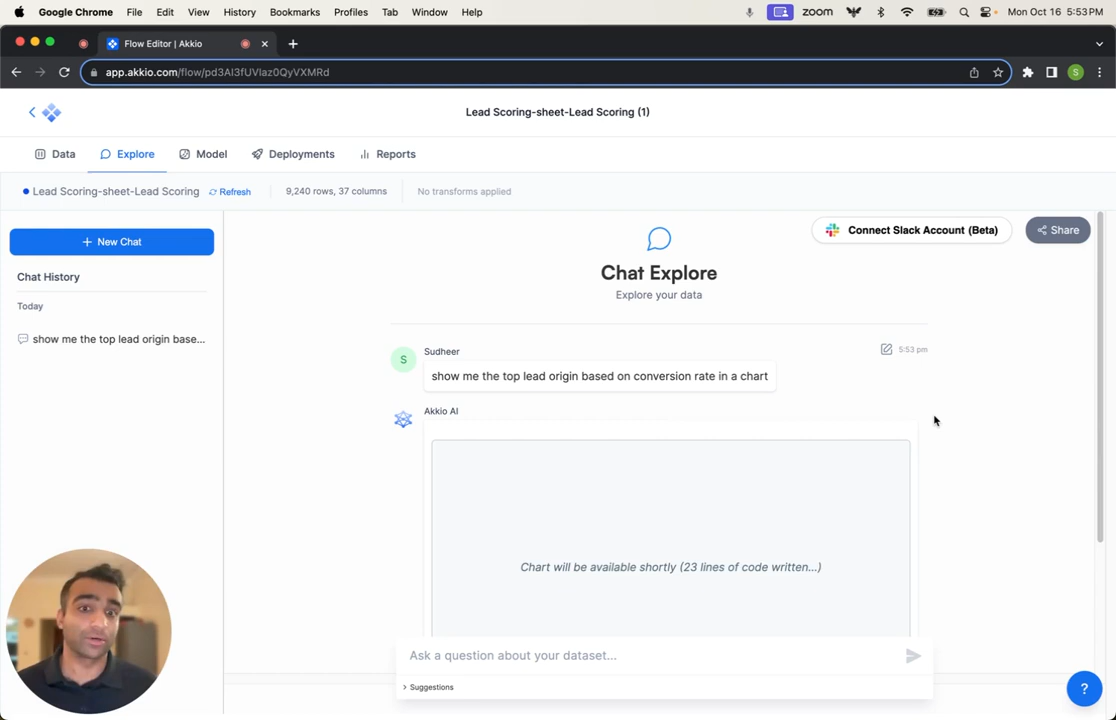 Google Chrome File Edit View History Bookmarks Profiles Tab Window Help zoom Mon Oct 16 5:53 PM
Flow Editor | Akkio
app.akkio.com/flow/pd3AI3fUVlaz0QyVXMRd S
Lead Scoring-sheet-Lead Scoring (1)
Data Explore Model Deployments Reports
Lead Scoring-sheet-Lead Scoring Refresh 9,240 rows, 37 columns No transforms applied
+ New Chat
Connect Slack Account (Beta) Share
Chat History
Chat Explore
Explore your data
Today
show me the top lead origin base...
Sudheer
5:53 pm
S
show me the top lead origin based on conversion rate in a chart
Akkio AI
Chart will be available shortly (23 lines of code written...)
Ask a question about your dataset...
> Suggestions
?